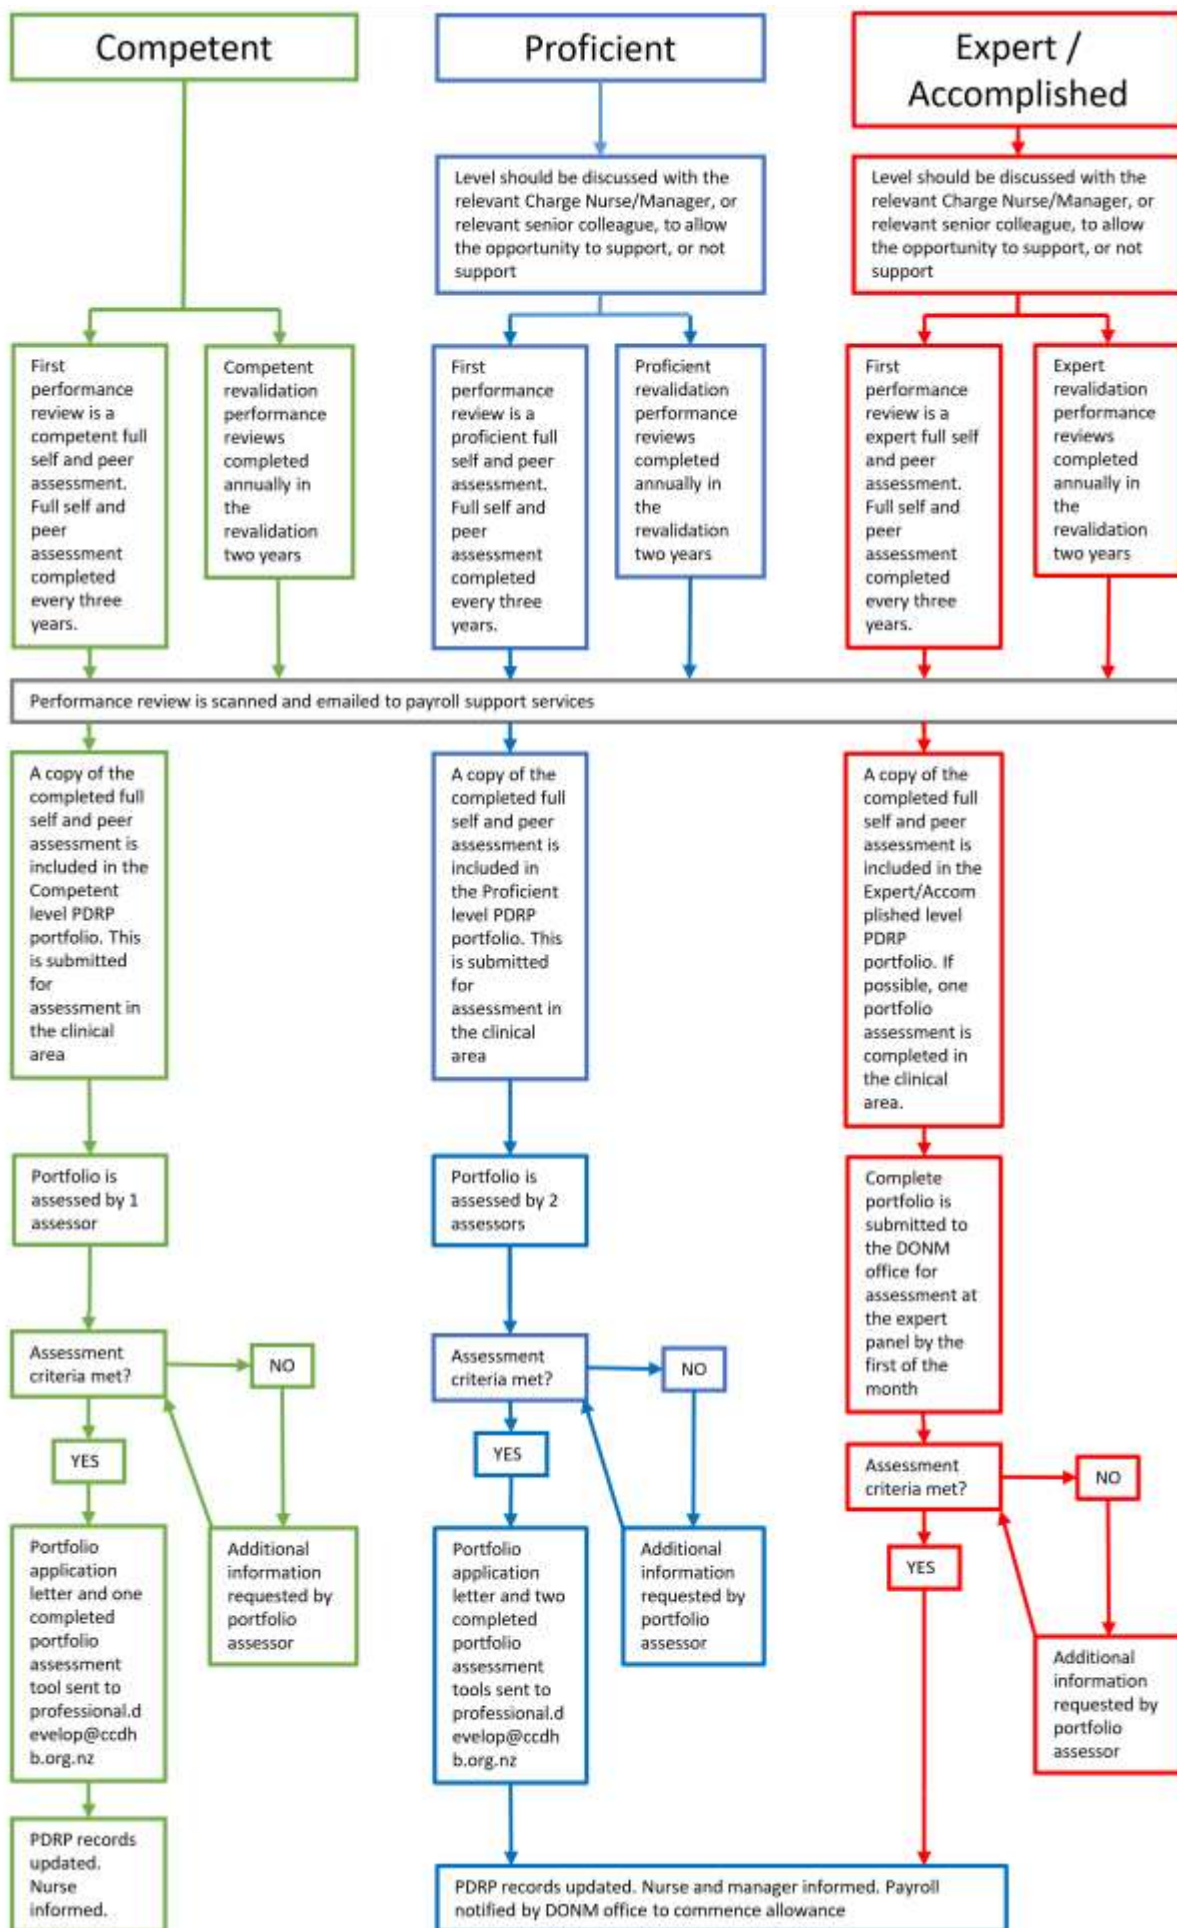 Competent
Proficient
Expert /
Accomplished
Level should be discussed with the
relevant Charge Nurse/Manager, or
relevant senior colleague, to allow
the opportunity to support, or not
support
Level should be discussed with the
relevant Charge Nurse/Manager, or
relevant senior colleague, to allow
the opportunity to support, or not
support
First
performance
review is a
competent full
self and peer
assessment.
Full self and
peer
assessment
completed
every three
years.
Competent
revalidation
performance
reviews
completed
annually in
the
revalidation
two years
First
performance
review is a
proficient full
self and peer
assessment.
Full self and
peer
assessment
completed
every three
years.
Proficient
revalidation
performance
reviews
completed
annually in
the
revalidation
two years
First
performance
review is a
expert full self
and peer
assessment.
Full self and
peer
assessment
completed
every three
years.
Expert
revalidation
performance
reviews
completed
annually in
the
revalidation
two years
Performance review is scanned and emailed to payroll support services
A copy of the
completed full
self and peer
assessment is
included in the
Competent
level PDRP
portfolio. This
is submitted
for
assessment in
the clinical
area
A copy of the
completed full
self and peer
assessment is
included in
the Proficient
level PDRP
portfolio. This
is submitted
for
assessment in
the clinical
area
A copy of the
completed full
self and peer
assessment is
included in the
Expert/Accom
plished level
PDRP
portfolio. If
possible, one
portfolio
assessment is
completed in
the clinical
area.
Portfolio is
assessed by 1
assessor
Portfolio is
assessed by 2
assessors
Complete
portfolio is
submitted to
the DONM
office for
assessment at
the expert
panel by the
first of the
month
Assessment
criteria met?
NO
YES
Assessment
criteria met?
NO
YES
Assessment
criteria met?
NO
YES
Portfolio
application
letter and one
completed
portfolio
assessment
tool sent to
professional.d
evelop@ccdh
b.org.nz
Additional
information
requested by
portfolio
assessor
Portfolio
application
letter and two
completed
portfolio
assessment
tools sent to
professional.d
evelop@ccdh
b.org.nz
Additional
information
requested by
portfolio
assessor
Additional
information
requested by
portfolio
assessor
PDRP records
updated.
Nurse
informed.
PDRP records updated. Nurse and manager informed. Payroll
notified by DONM office to commence allowance